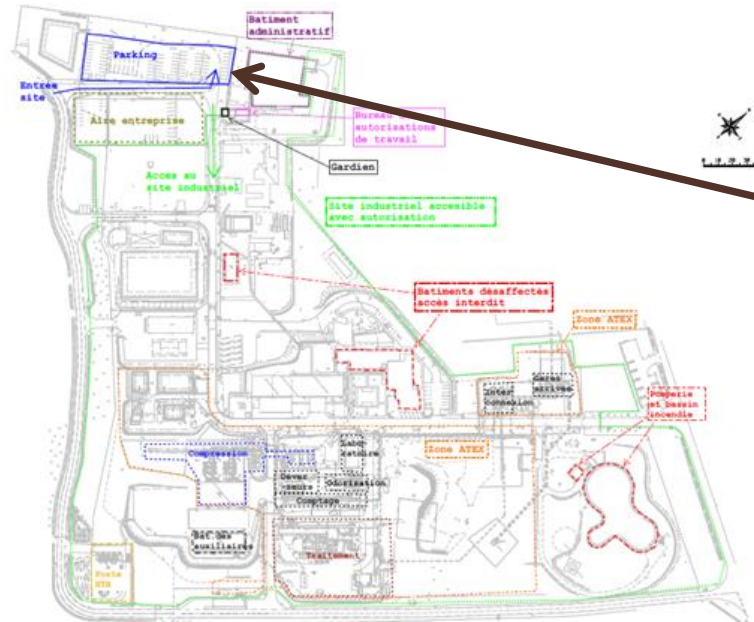 Batiment
administratif
Parking
Entrée
site
Aire entreprise
Bureau
autorisations
de travail
Gardien
Accès au
site industriel
Site industriel accesible
avec autorisation
Batiments désaffectés
accès interdit
Zone ATEX
Gares
arrivée
Inter
connexion
Pomperie
et bassin
incendie
Zone ATEX
Labo-
ratoire
Compression
Déver
-seurs
Odorisation
Comptage
Bat.des
auxiliaires
Traitement
Poste